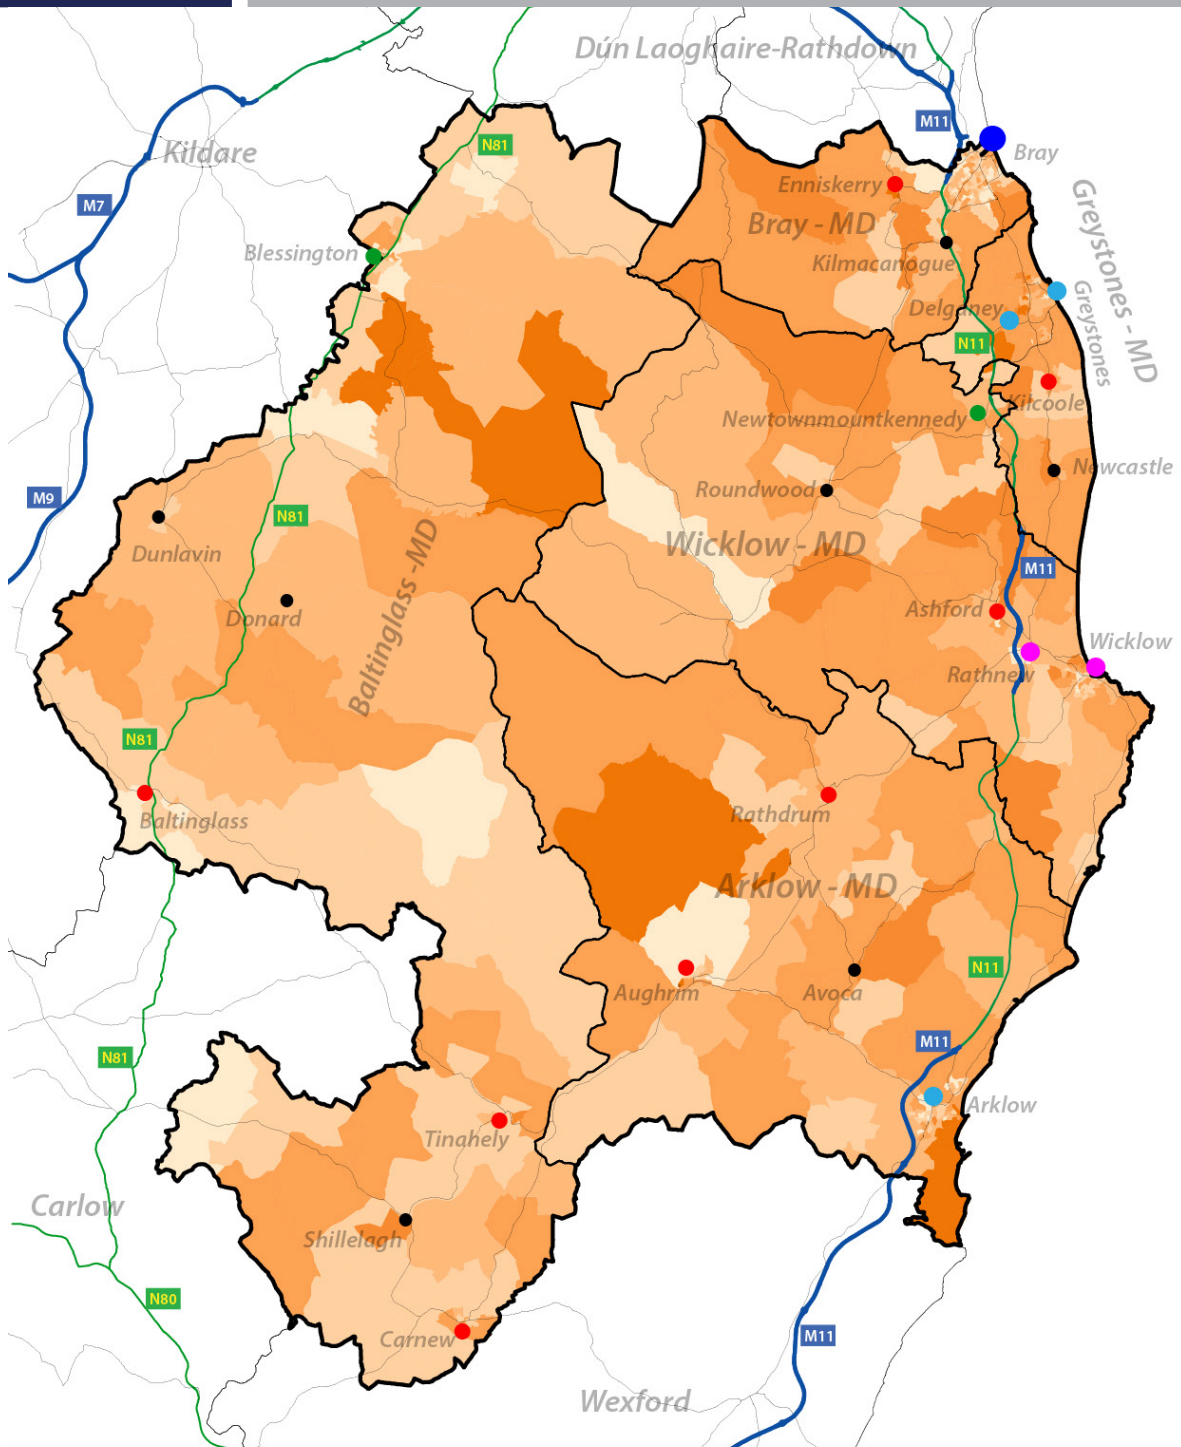 Dún Laoghaire-Rathdown
M11
N81
Kildare
Bray
M7
Enniskerry
Bray - MD
Greystones - MD
Blessington
Kilmacanogue
Greystones
Delganey
N11
Kilcoole
Newtownmountkennedy
Newcastle
Roundwood
M9
N81
Wicklow - MD
Dunlavin
Baltinglass -MD
M11
Donard
Ashford
Wicklow
Rathnew
N81
Baltinglass
Rathdrum
Arklow - MD
N11
Aughrim
Avoca
M11
N81
Arklow
Tinahely
Carlow
Shillelagh
N80
M11
Carnew
Wexford